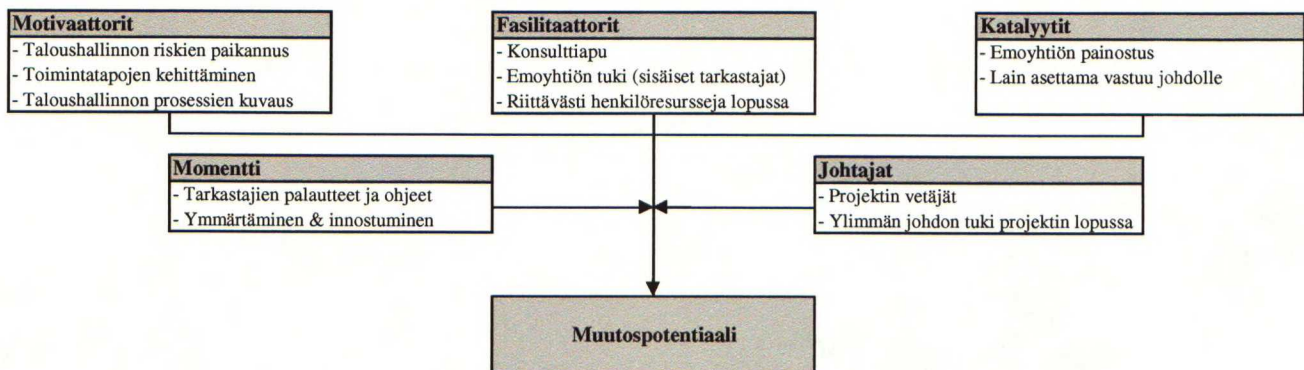 Motivaattorit
- Taloushallinnon riskien paikannus
- Toimintatapojen kehittäminen
- Taloushallinnon prosessien kuvaus
Fasilitaattorit
- Konsulttiapu
- Emoyhtiön tuki (sisäiset tarkastajat)
- Riittävästi henkilöresursseja lopussa
Katalyytit
- Emoyhtiön painostus
- Lain asettama vastuu johdolle
Momentti
- Tarkastajien palautteet ja ohjeet
- Ymmärtäminen & innostuminen
Johtajat
- Projektin vetäjät
- Ylimmän johdon tuki projektin lopussa
Muutospotentiaali